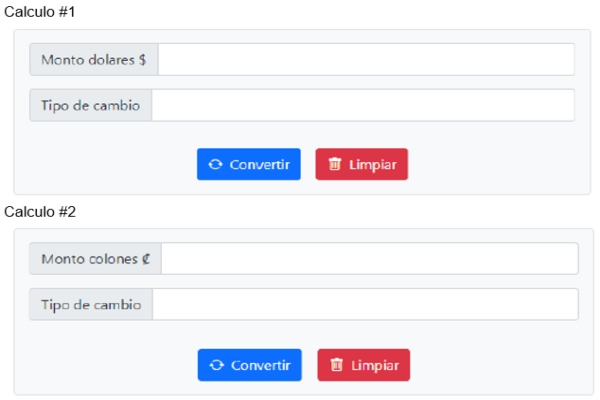 Calculo #1
Monto dolares $
Tipo de cambio
Convertir Limpiar
Calculo #2
Monto colones ₡
Tipo de cambio
Convertir Limpiar